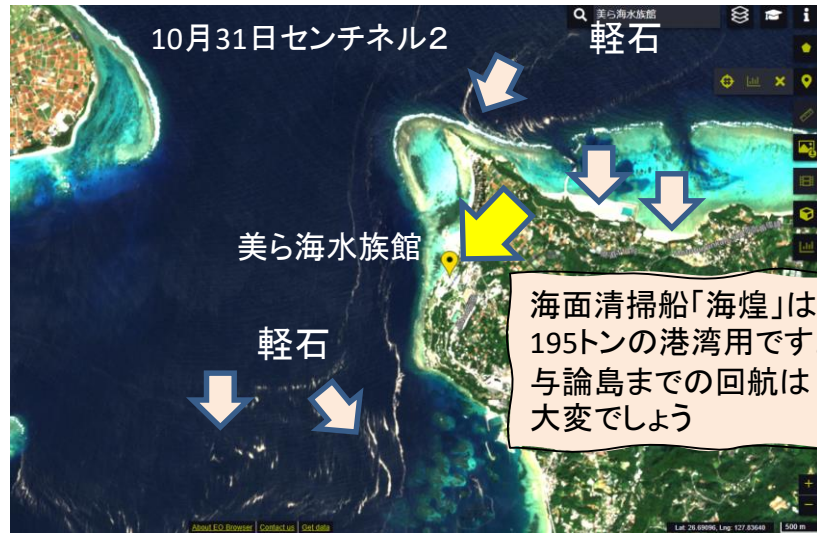 美ら海水族館
10月31日センチネル２
軽石
美ら海水族館
軽石
海面清掃船「海煌」は
195トンの港湾用です
与論島までの回航は
大変でしょう
About EO Browser | Contact us | Get data
Lat: 26.69096, Lng: 127.83640
500 m